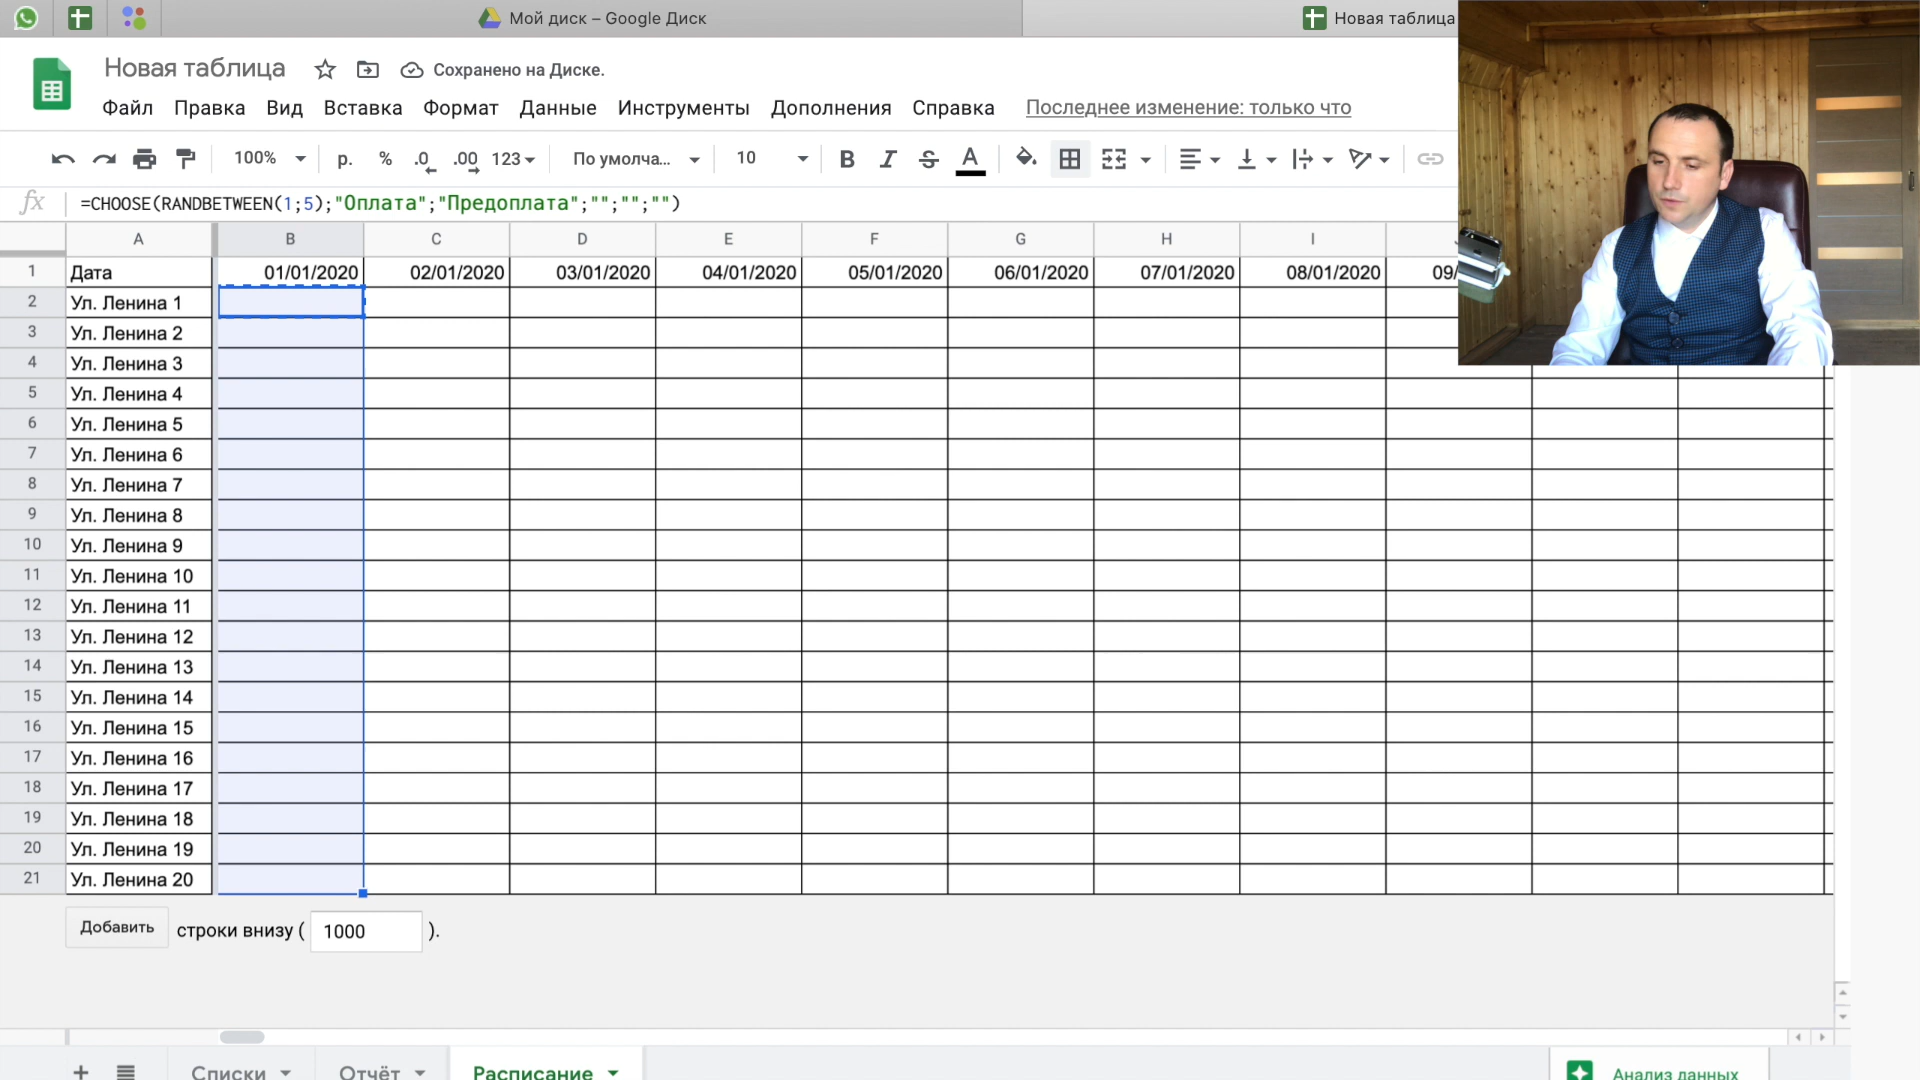 Мой диск – Google Диск
Новая таблица
Новая таблица
Сохранено на Диске.
Файл Правка Вид Вставка Формат Данные Инструменты Дополнения Справка Последнее изменение: только что
100% р. % .0 .00 123 По умолча... 10 B I S A
fx =CHOOSE(RANDBETWEEN(1;5);"Оплата";"Предоплата";"";"";"")
A B C D E F G H I
1 Дата 01/01/2020 02/01/2020 03/01/2020 04/01/2020 05/01/2020 06/01/2020 07/01/2020 08/01/2020 09/
2 Ул. Ленина 1
3 Ул. Ленина 2
4 Ул. Ленина 3
5 Ул. Ленина 4
6 Ул. Ленина 5
7 Ул. Ленина 6
8 Ул. Ленина 7
9 Ул. Ленина 8
10 Ул. Ленина 9
11 Ул. Ленина 10
12 Ул. Ленина 11
13 Ул. Ленина 12
14 Ул. Ленина 13
15 Ул. Ленина 14
16 Ул. Ленина 15
17 Ул. Ленина 16
18 Ул. Ленина 17
19 Ул. Ленина 18
20 Ул. Ленина 19
21 Ул. Ленина 20
Добавить строки внизу ( 1000 ).
Списки Отчёт Расписание Анализ данных